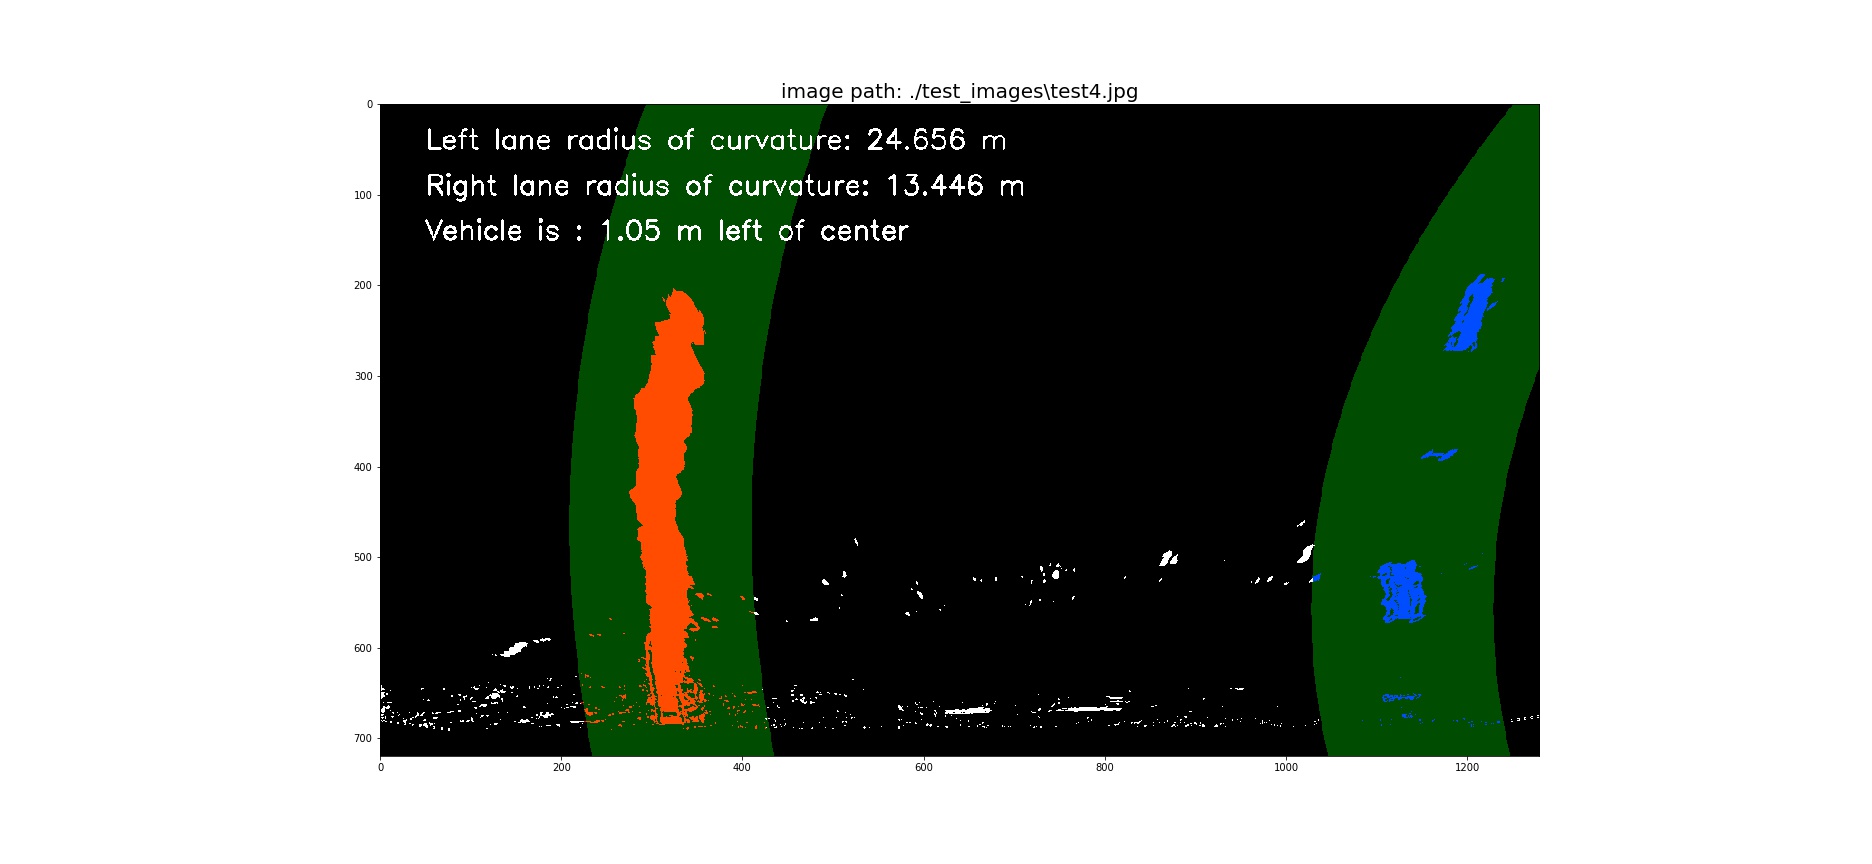 image path: ./test_images\test4.jpg
Left lane radius of curvature: 24.656 m
Right lane radius of curvature: 13.446 m
Vehicle is : 1.05 m left of center
0
100
200
300
400
500
600
700
0 200 400 600 800 1000 1200